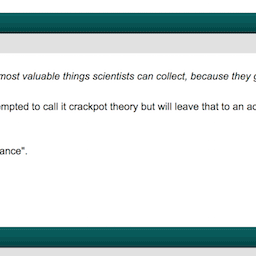 most valuable things scientists can collect, because they g
empted to call it crackpot theory but will leave that to an ac
ance".